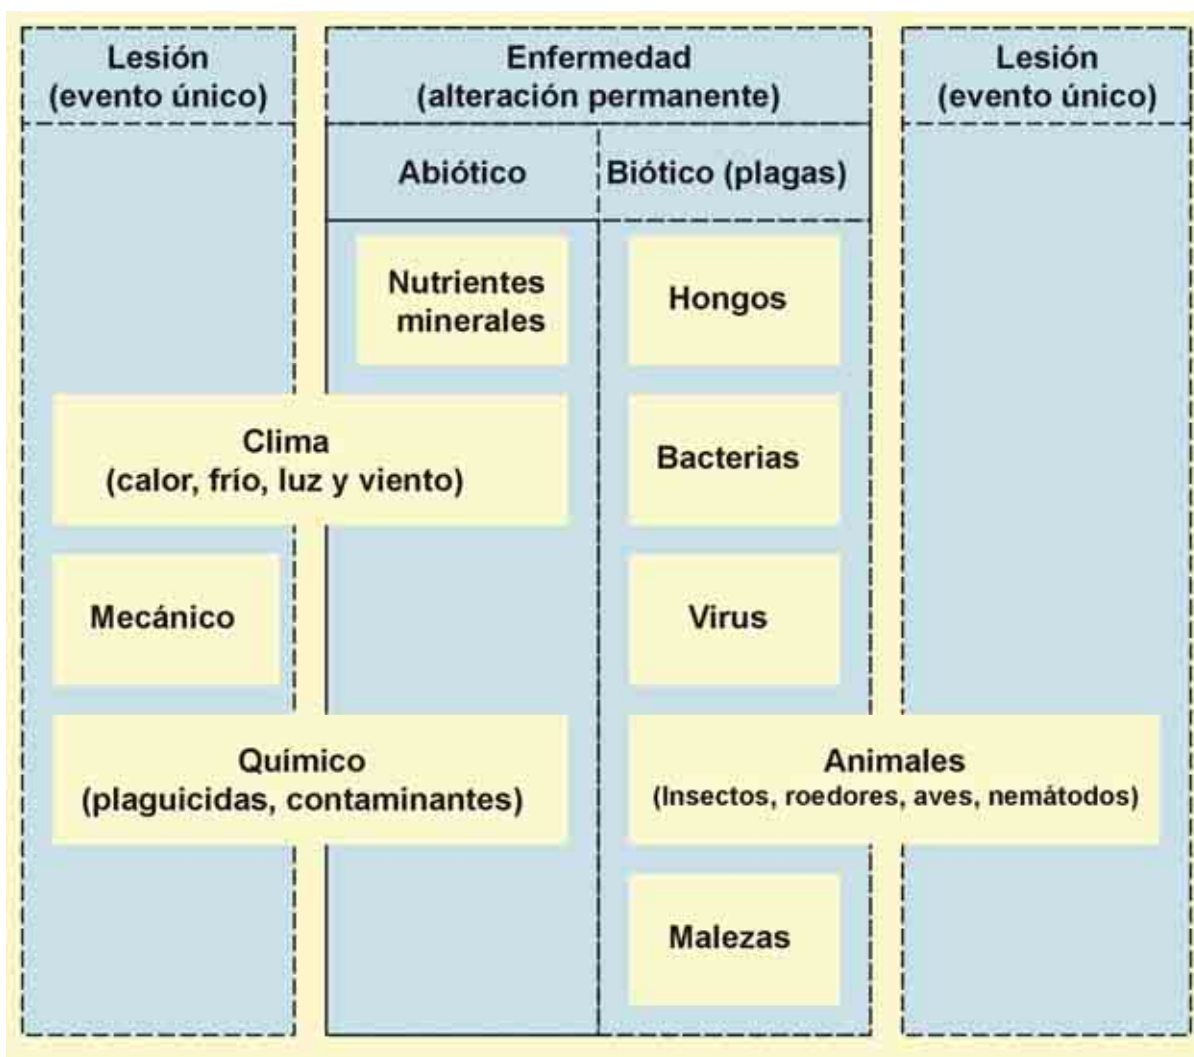 Lesión
(evento único)
Enfermedad
(alteración permanente)
Lesión
(evento único)
Abiótico
Biótico (plagas)
Nutrientes
minerales
Hongos
Clima
(calor, frío, luz y viento)
Bacterias
Mecánico
Virus
Químico
(plaguicidas, contaminantes)
Animales
(Insectos, roedores, aves, nemátodos)
Malezas